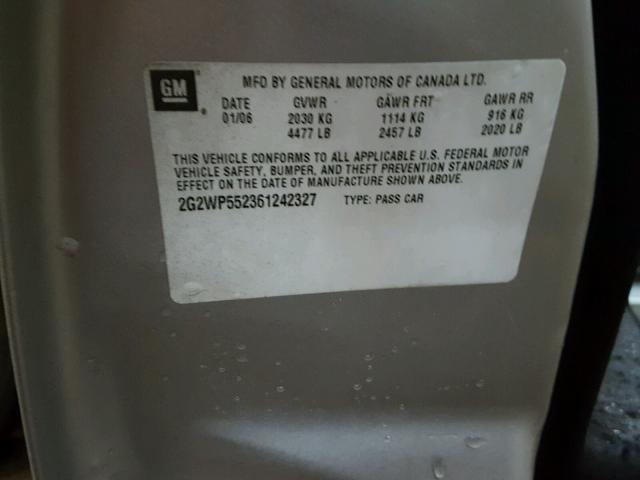 GM MFD BY GENERAL MOTORS OF CANADA LTD.
DATE GVWR GAWR FRT GAWR RR
01/06 2030 KG 1114 KG 916 KG
4477 LB 2457 LB 2020 LB
THIS VEHICLE CONFORMS TO ALL APPLICABLE U.S. FEDERAL MOTOR
VEHICLE SAFETY, BUMPER, AND THEFT PREVENTION STANDARDS IN
EFFECT ON THE DATE OF MANUFACTURE SHOWN ABOVE.
2G2WP552361242327 TYPE: PASS CAR